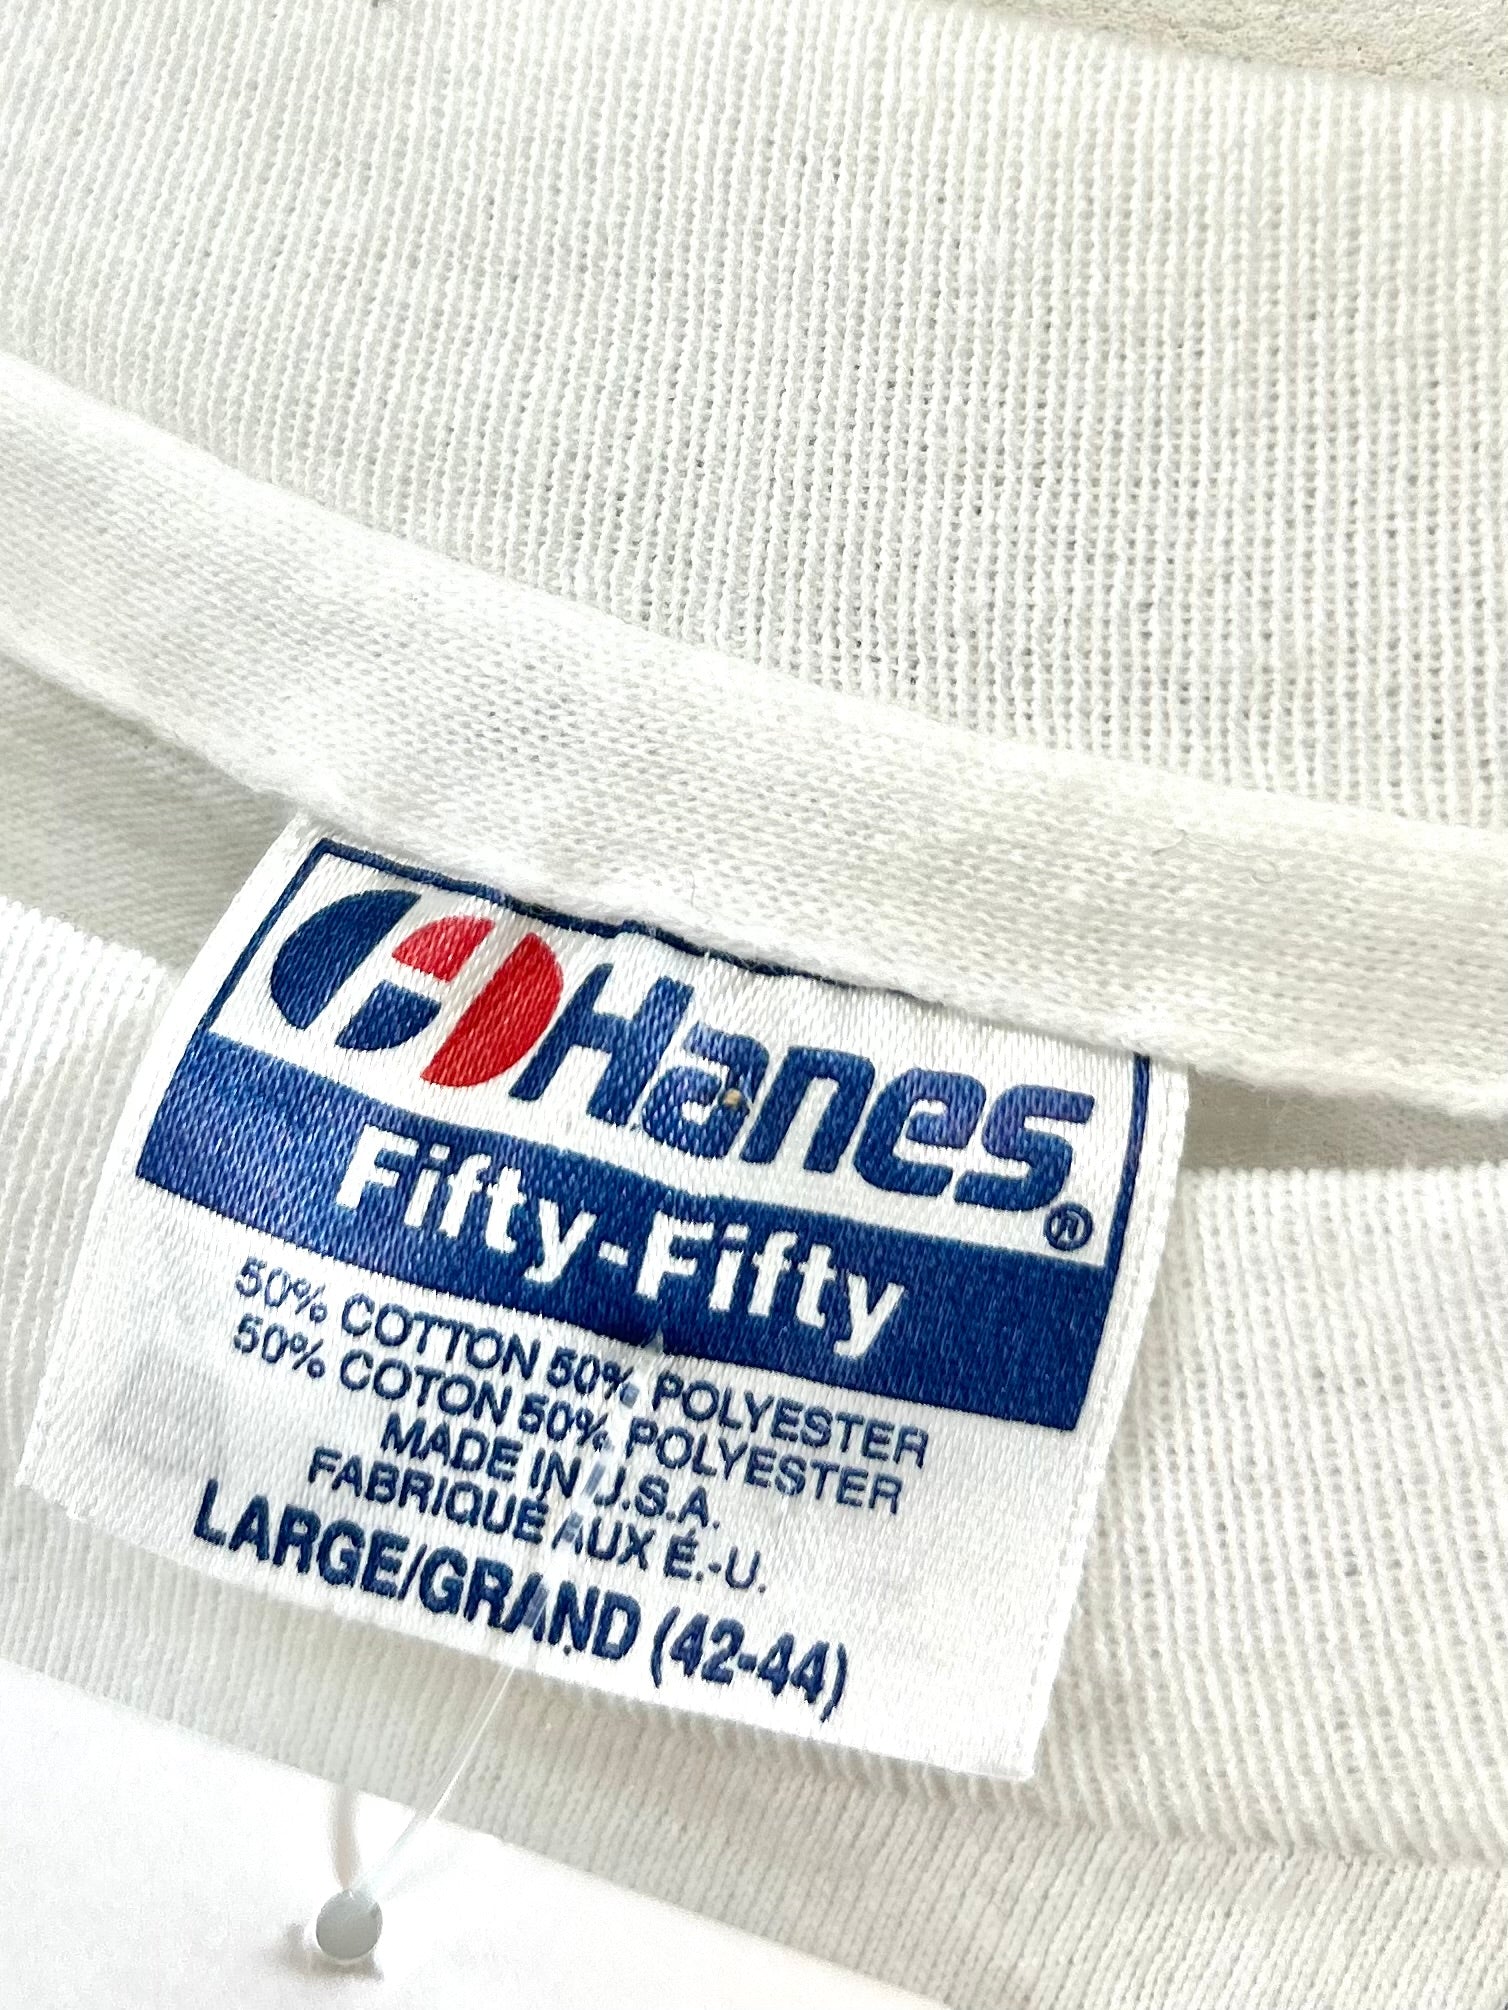 Hanes®
Fifty-Fifty
50% COTTON 50% POLYESTER
50% COTON 50% POLYESTER
MADE IN U.S.A.
FABRIQUÉ AUX É.-U.
LARGE/GRAND (42-44)